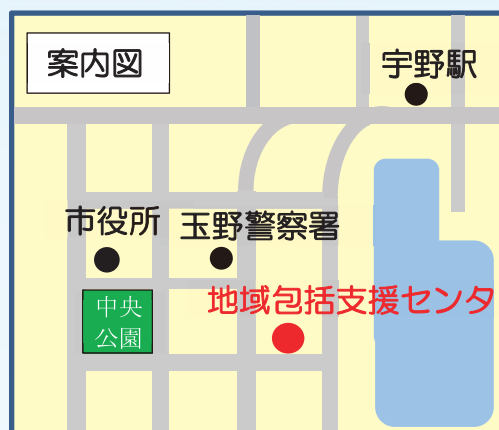 案内図
宇野駅
市役所
玉野警察署
中央
公園
地域包括支援センタ